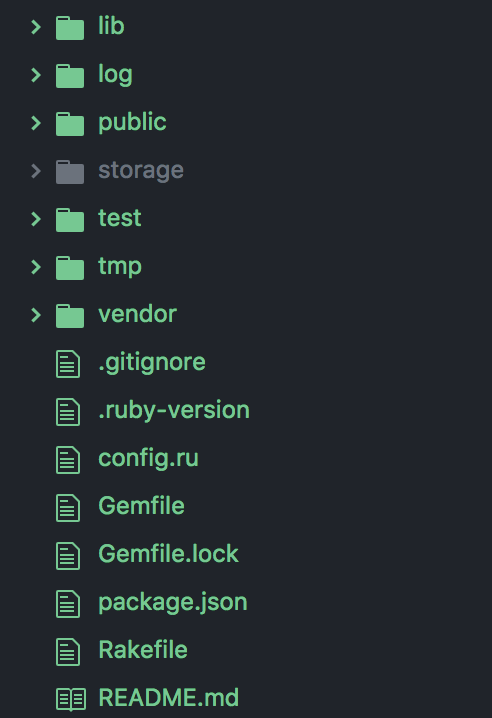 lib
log
public
storage
test
tmp
vendor
.gitignore
.ruby-version
config.ru
Gemfile
Gemfile.lock
package.json
Rakefile
README.md